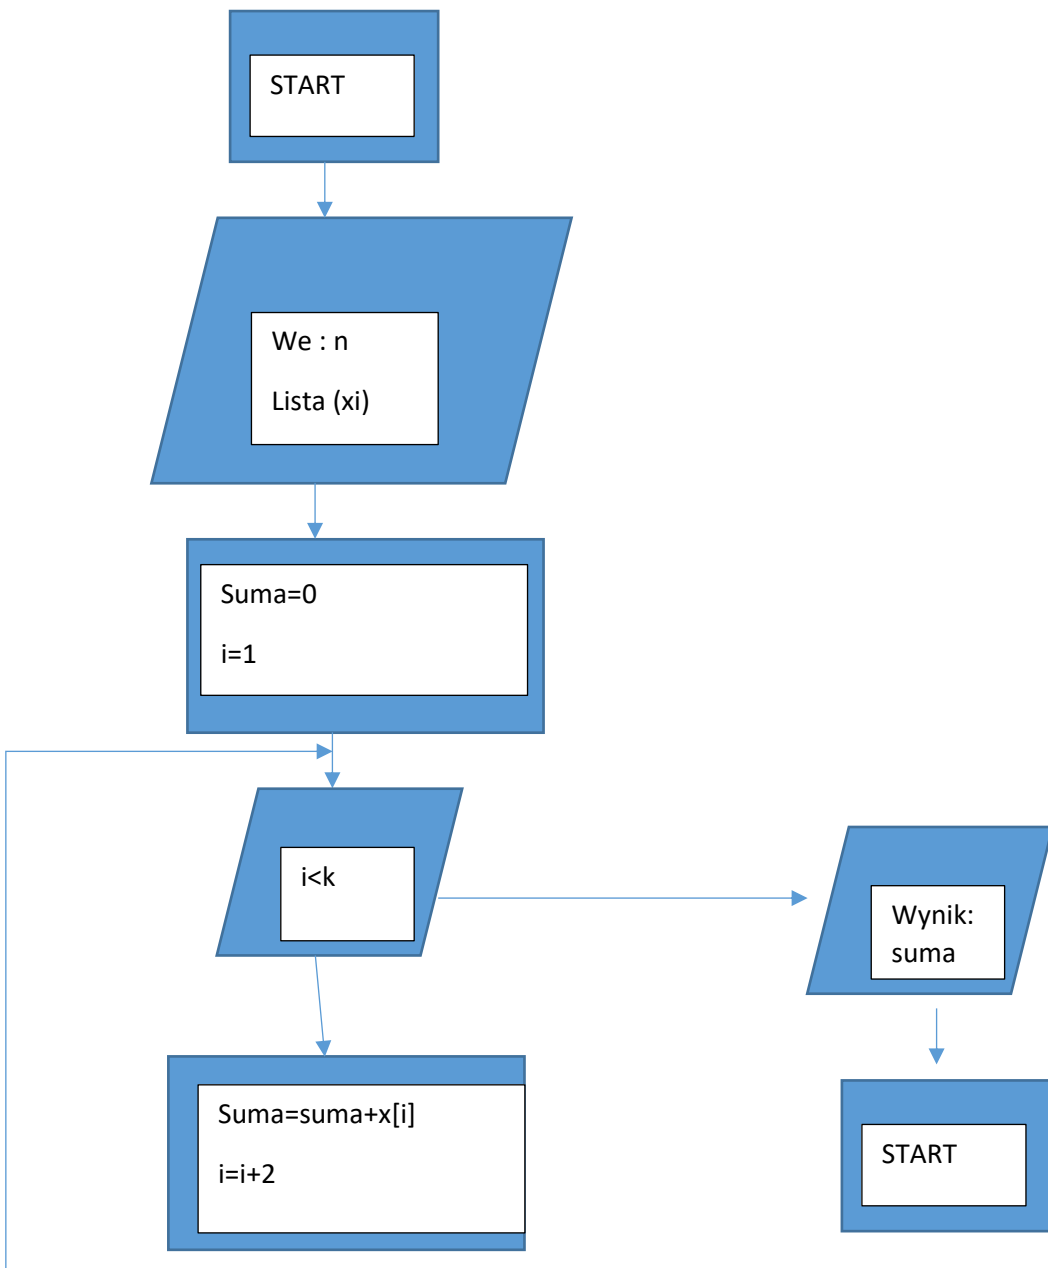 START
We : n
Lista (xi)
Suma=0
i=1
i<k
Wynik:
suma
Suma=suma+x[i]
i=i+2
START